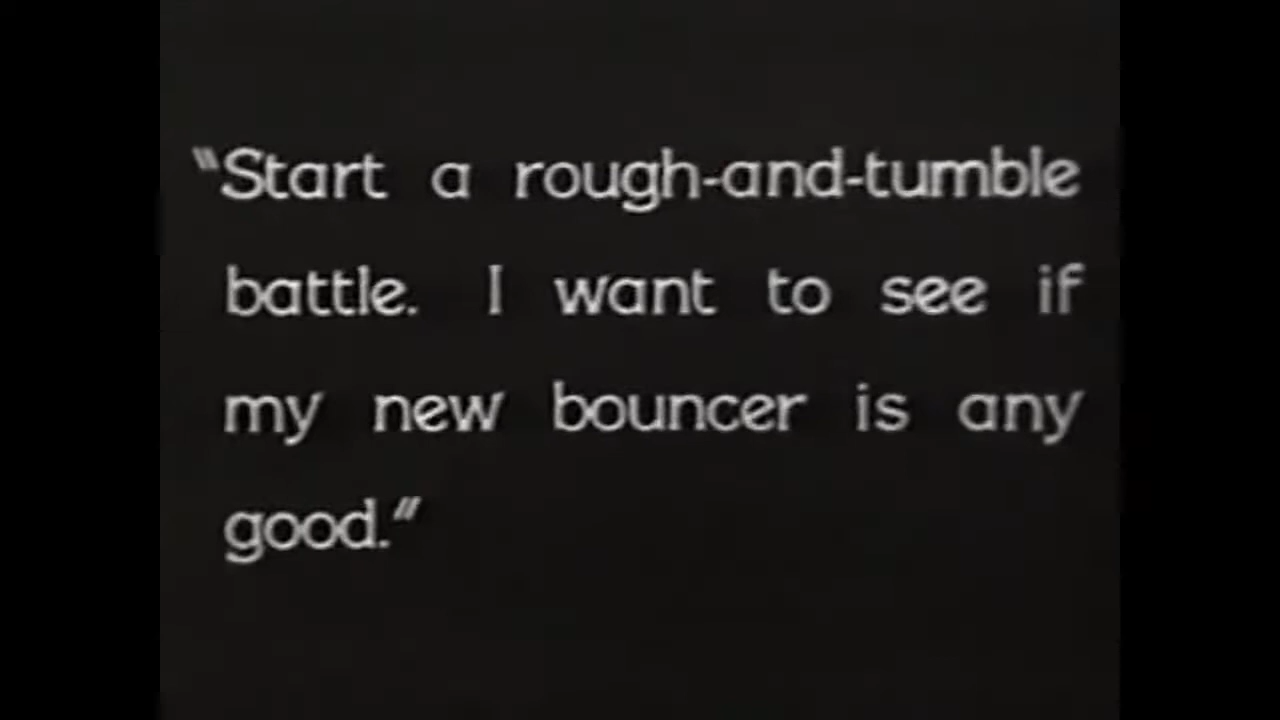 "Start a rough-and-tumble
battle. I want to see if
my new bouncer is any
good."